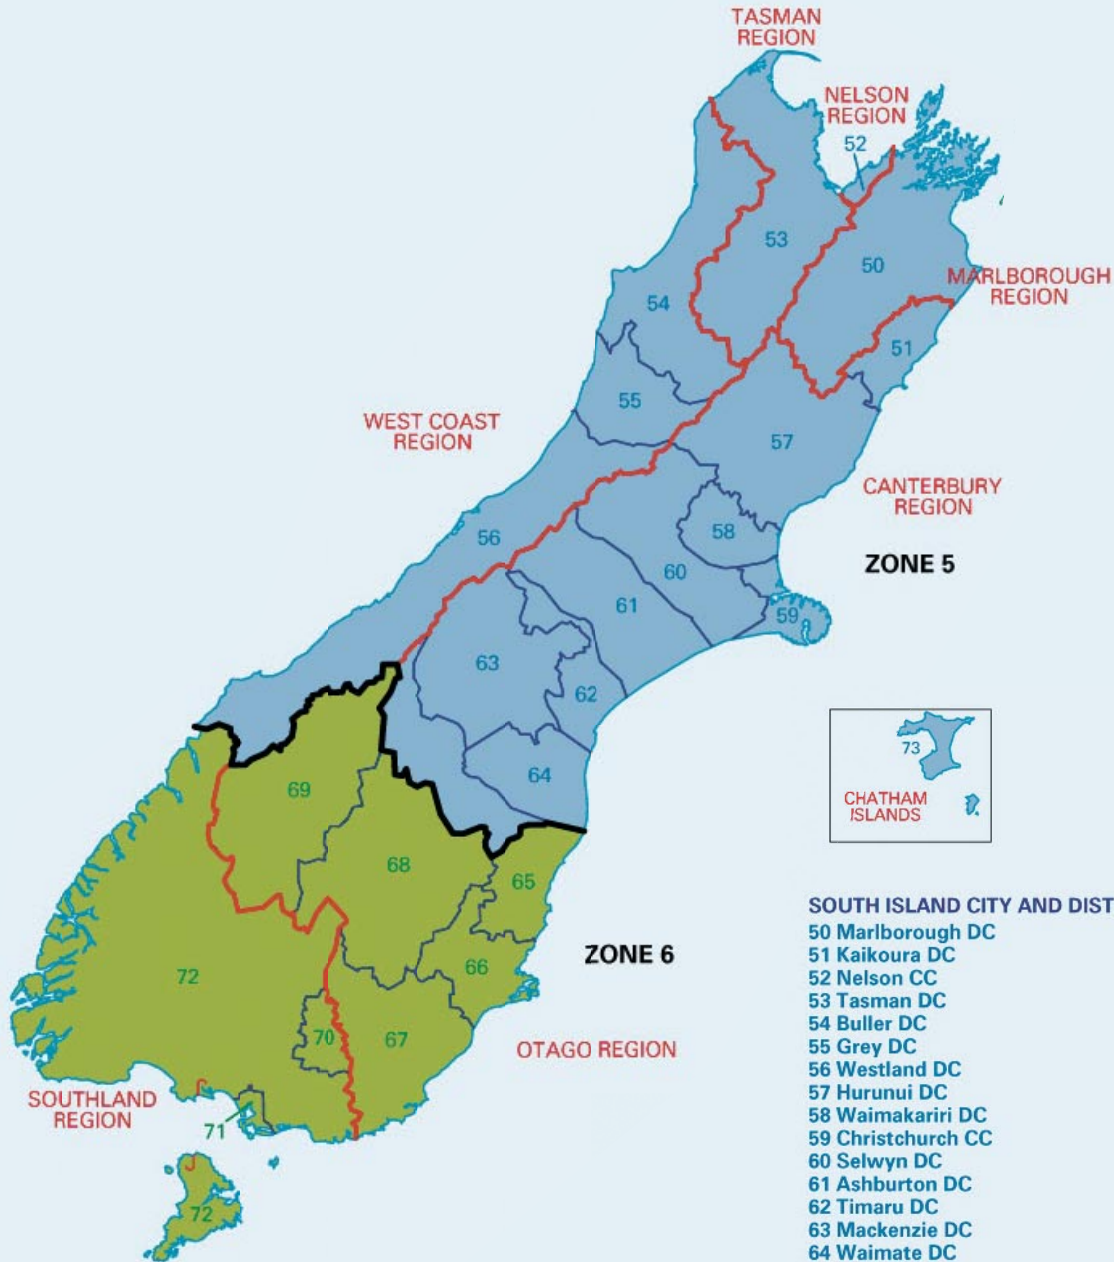 TASMAN
REGION
NELSON
REGION
52
53
50
MARLBOROUGH
REGION
54
51
55
WEST COAST
REGION
57
CANTERBURY
REGION
56
58
ZONE 5
60
61
59
63
62
73
CHATHAM
ISLANDS
64
69
68
65
SOUTH ISLAND CITY AND DIST
50 Marlborough DC
51 Kaikoura DC
52 Nelson CC
53 Tasman DC
54 Buller DC
55 Grey DC
56 Westland DC
57 Hurunui DC
58 Waimakariri DC
59 Christchurch CC
60 Selwyn DC
61 Ashburton DC
62 Timaru DC
63 Mackenzie DC
64 Waimate DC
ZONE 6
66
72
70
67
OTAGO REGION
SOUTHLAND
REGION
71
72